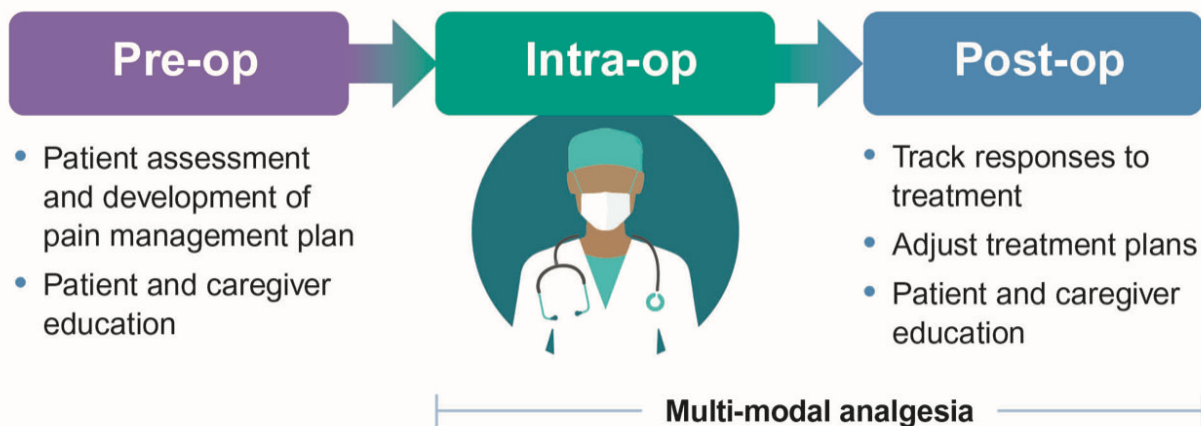 Pre-op
Intra-op
Post-op
• Patient assessment
and development of
pain management plan
• Patient and caregiver
education
• Track responses to
treatment
• Adjust treatment plans
• Patient and caregiver
education
Multi-modal analgesia